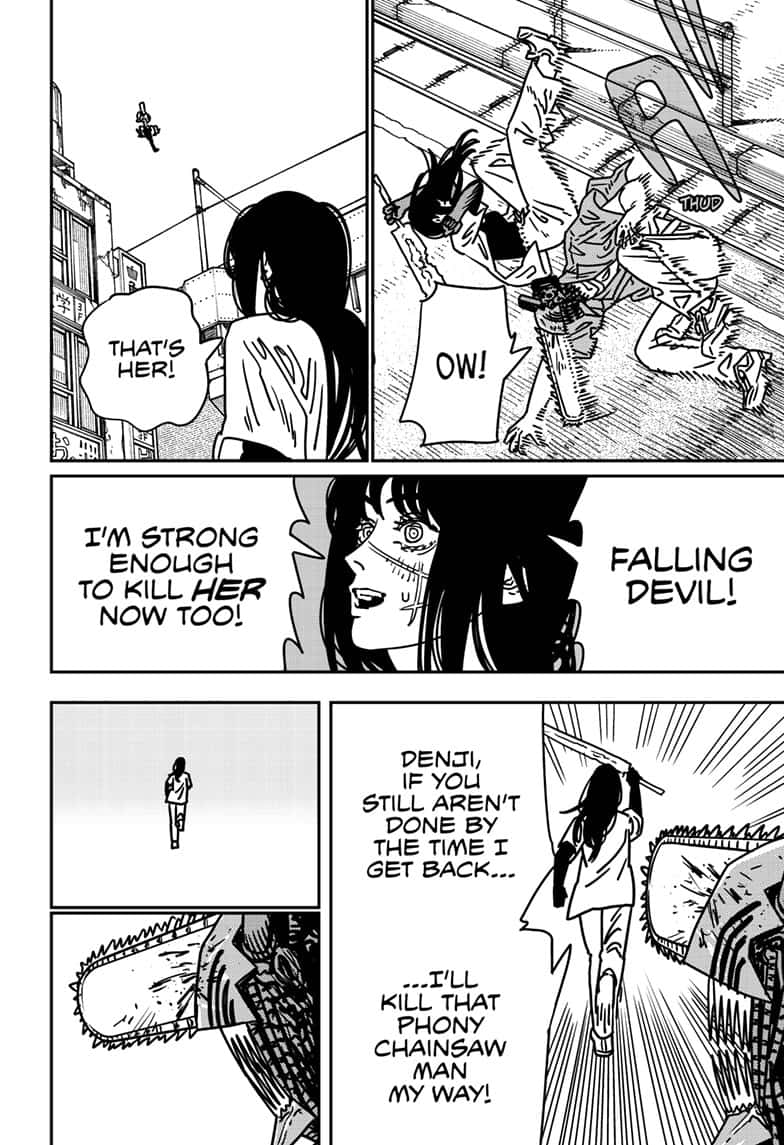 THUD
OW!
THAT'S
HER!
FALLING
DEVIL!
I'M STRONG
ENOUGH
TO KILL HER
NOW TOO!
DENJI,
IF YOU
STILL AREN'T
DONE BY
THE TIME I
GET BACK...
...I'LL
KILL THAT
PHONY
CHAINSAW
MAN
MY WAY!